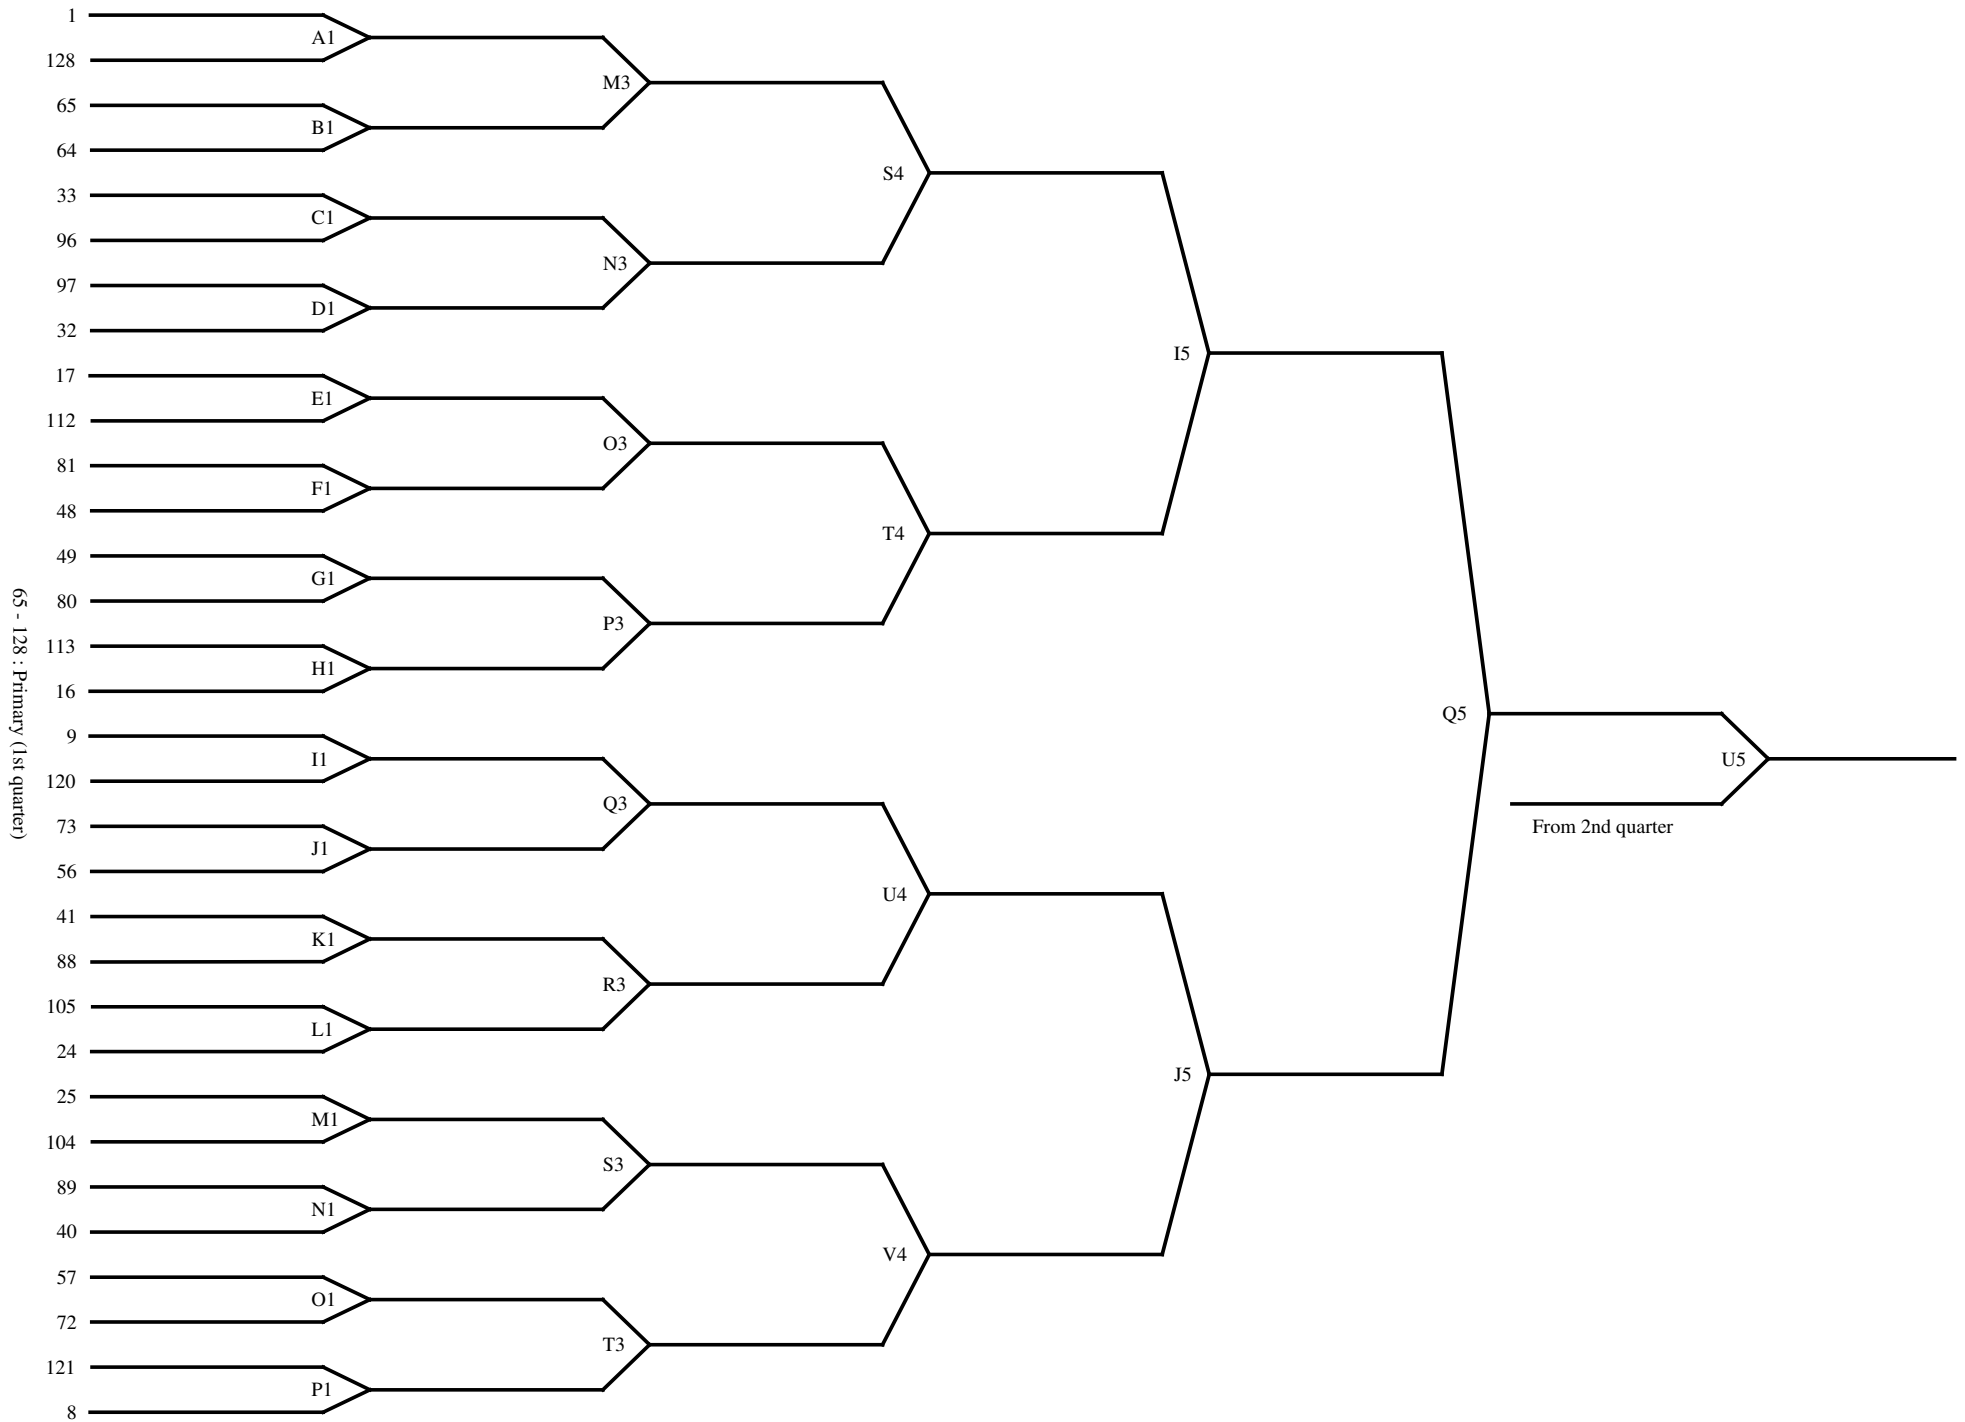 65 - 128 : Primary (1st quarter)
1
A1
128
M3
65
B1
64
S4
33
C1
96
N3
97
D1
32
I5
17
E1
112
O3
81
F1
48
T4
49
G1
80
P3
113
H1
16
Q5
9
I1
120
U5
Q3
From 2nd quarter
73
J1
56
U4
41
K1
88
R3
105
L1
24
J5
25
M1
104
S3
89
N1
40
V4
57
O1
72
T3
121
P1
8